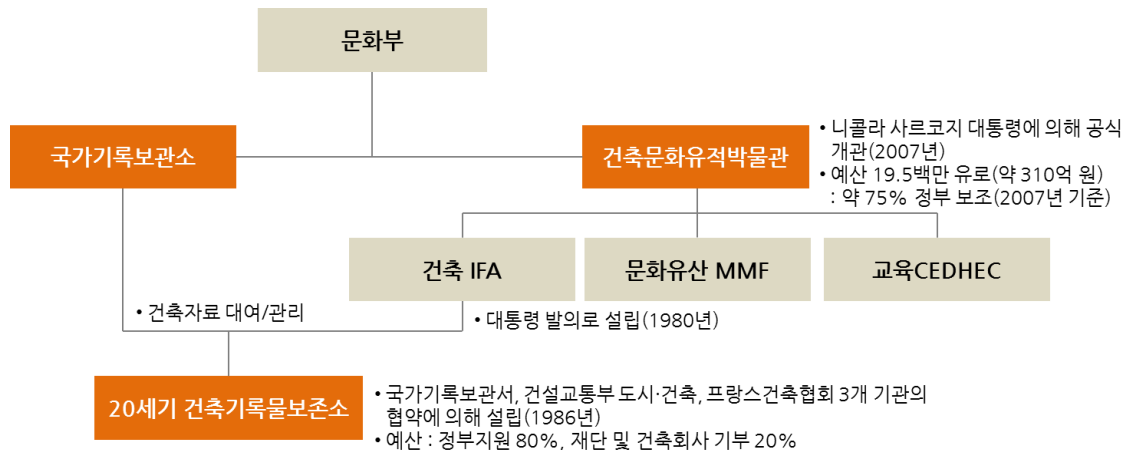 문화부
국가기록보관소
건축문화유적박물관
• 니콜라 사르코지 대통령에 의해 공식
개관(2007년)
• 예산 19.5백만 유로(약 310억 원)
: 약 75% 정부 보조(2007년 기준)
건축 IFA
문화유산 MMF
교육CEDHEC
• 건축자료 대여/관리
• 대통령 발의로 설립(1980년)
20세기 건축기록물보존소
• 국가기록보관서, 건설교통부 도시·건축, 프랑스건축협회 3개 기관의
협약에 의해 설립(1986년)
• 예산 : 정부지원 80%, 재단 및 건축회사 기부 20%